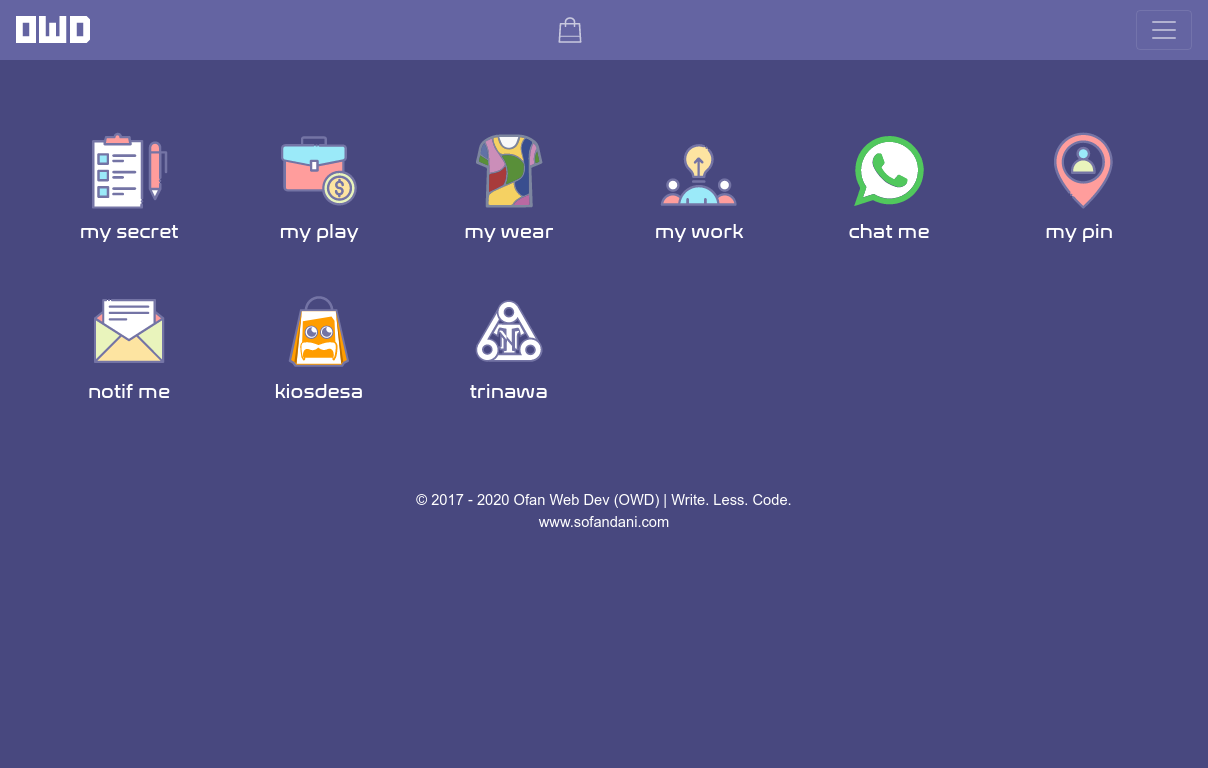 OWD
my secret
my play
my wear
my work
chat me
my pin
notif me
kiosdesa
trinawa
© 2017 - 2020 Ofan Web Dev (OWD) | Write. Less. Code.
www.sofandani.com